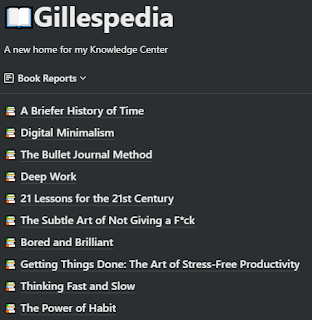 Gillespedia
A new home for my Knowledge Center
Book Reports
A Briefer History of Time
Digital Minimalism
The Bullet Journal Method
Deep Work
21 Lessons for the 21st Century
The Subtle Art of Not Giving a F*ck
Bored and Brilliant
Getting Things Done: The Art of Stress-Free Productivity
Thinking Fast and Slow
The Power of Habit